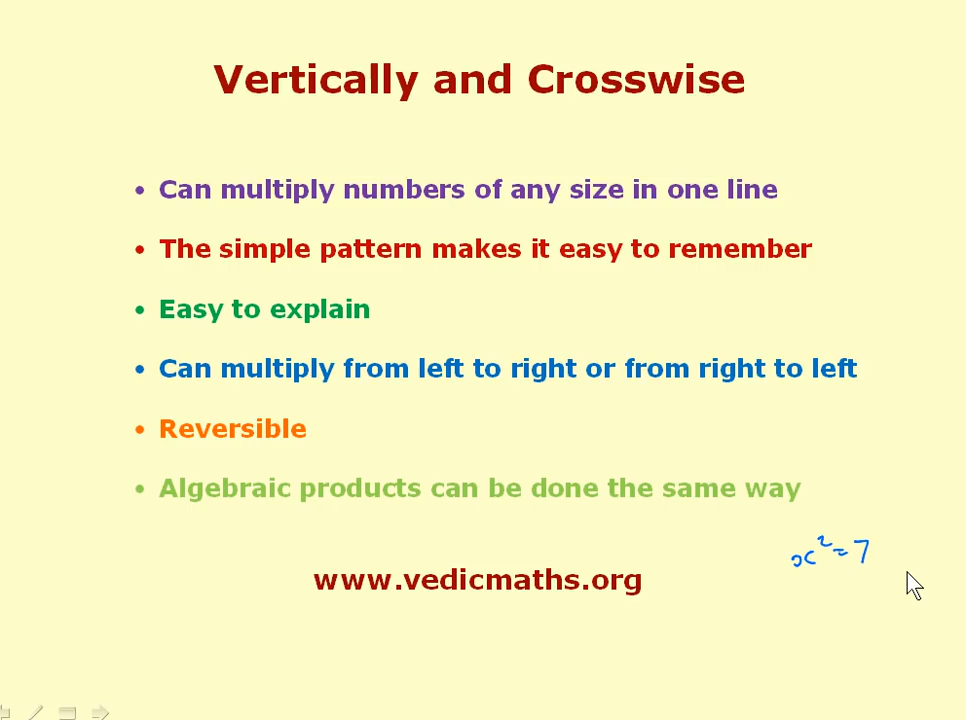 Vertically and Crosswise
• Can multiply numbers of any size in one line
• The simple pattern makes it easy to remember
• Easy to explain
• Can multiply from left to right or from right to left
• Reversible
• Algebraic products can be done the same way
x² = 7
www.vedicmaths.org